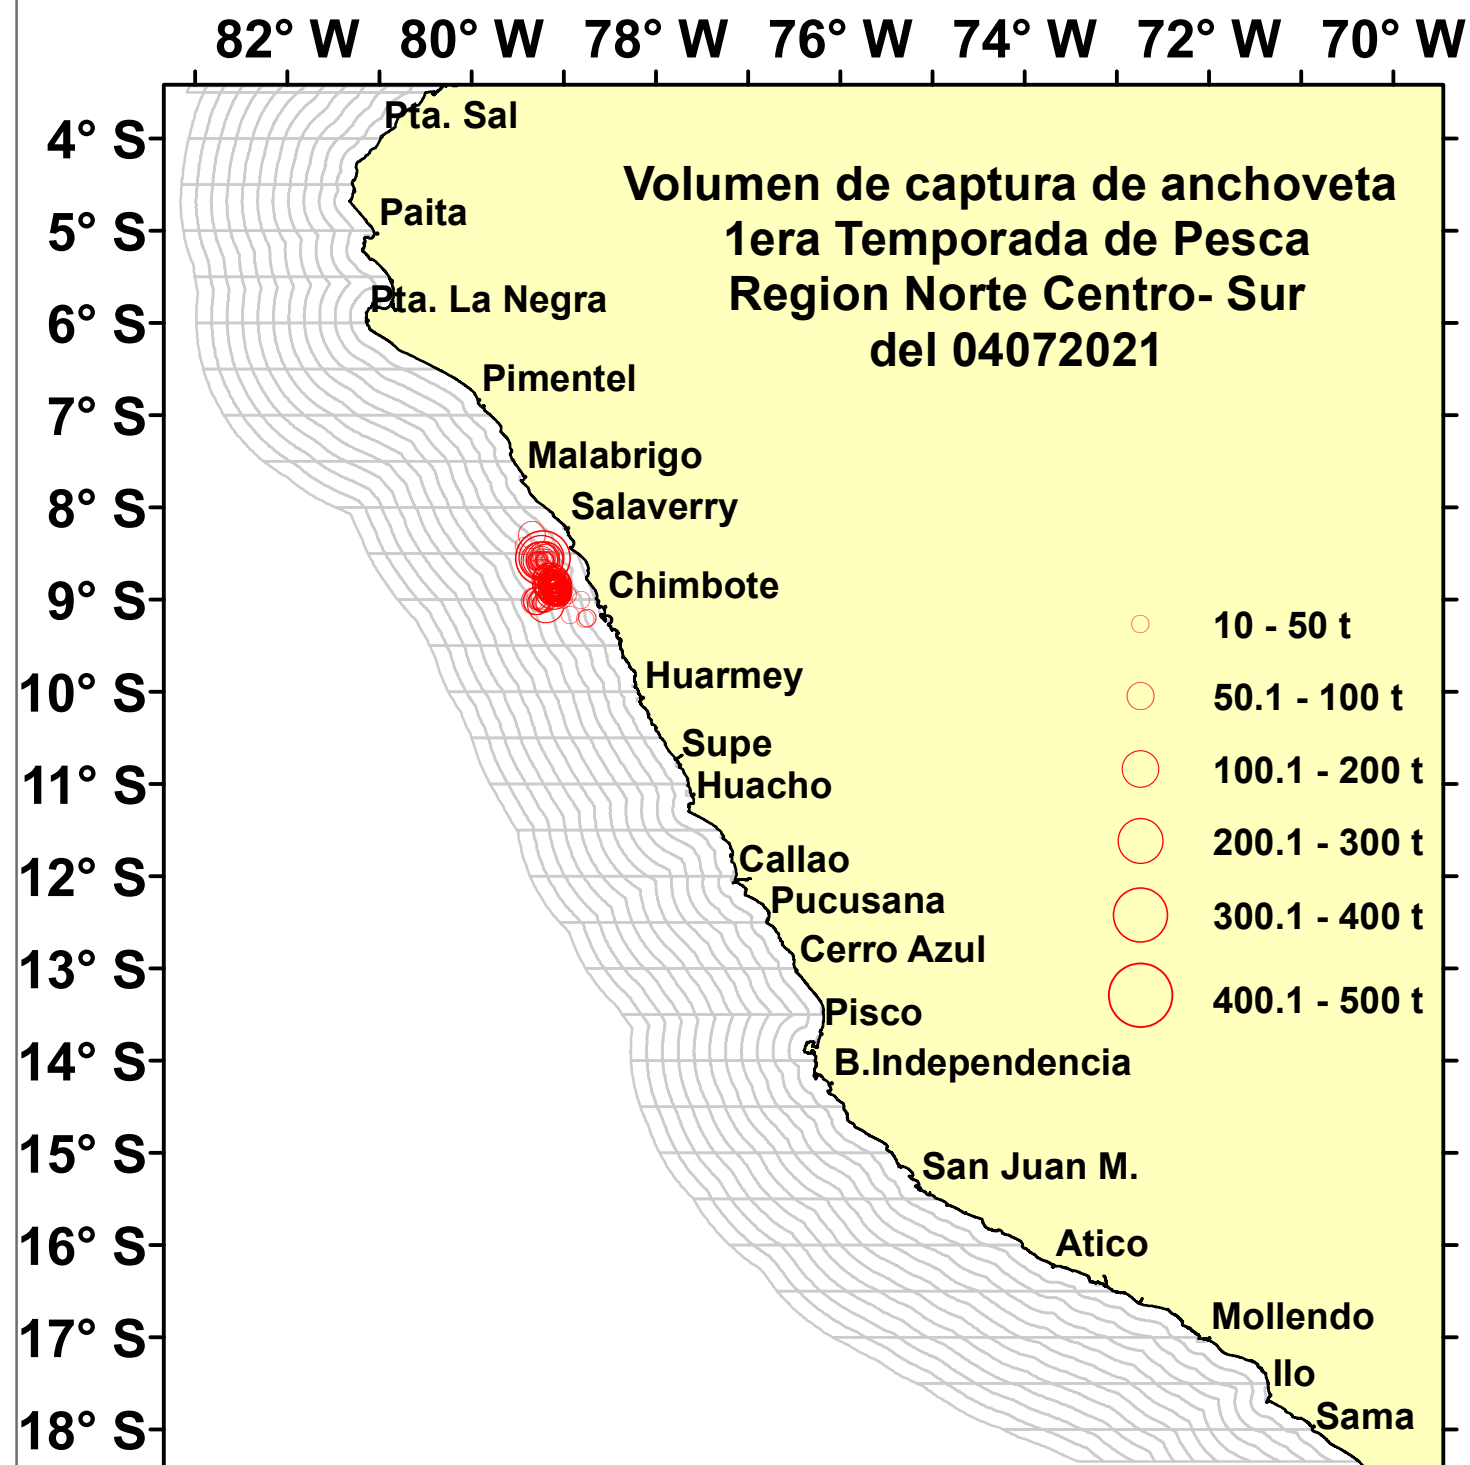 82° W 80° W 78° W 76° W 74° W 72° W 70° W
4° S
5° S
6° S
7° S
8° S
9° S
10° S
11° S
12° S
13° S
14° S
15° S
16° S
17° S
18° S
Volumen de captura de anchoveta
1era Temporada de Pesca
Region Norte Centro- Sur
del 04072021
Pta. Sal
Paita
Pta. La Negra
Pimentel
Malabrigo
Salaverry
Chimbote
Huarmey
Supe
Huacho
Callao
Pucusana
Cerro Azul
Pisco
B.Independencia
San Juan M.
Atico
Mollendo
Ilo
Sama
10 - 50 t
50.1 - 100 t
100.1 - 200 t
200.1 - 300 t
300.1 - 400 t
400.1 - 500 t